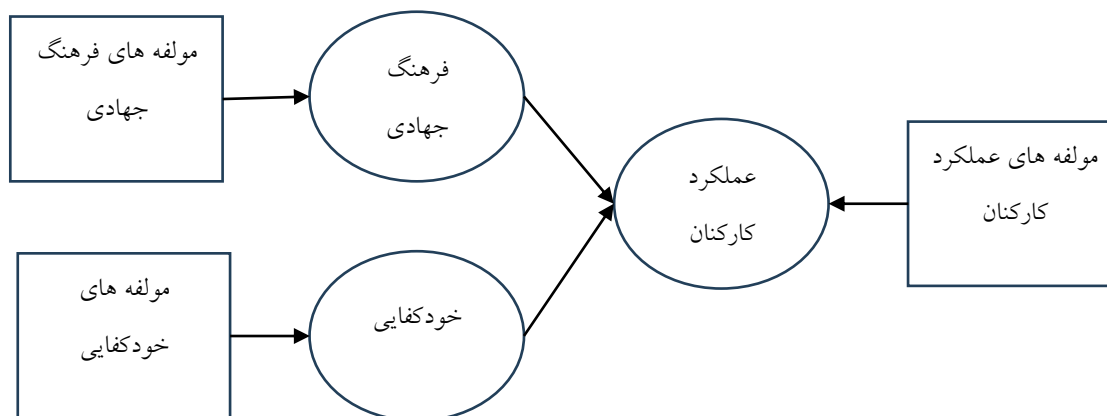 مولفه های فرهنگ
جهادی
فرهنگ
جهادی
عملکرد
کارکنان
مولفه های عملکرد
کارکنان
مولفه های
خودکفایی
خودکفایی